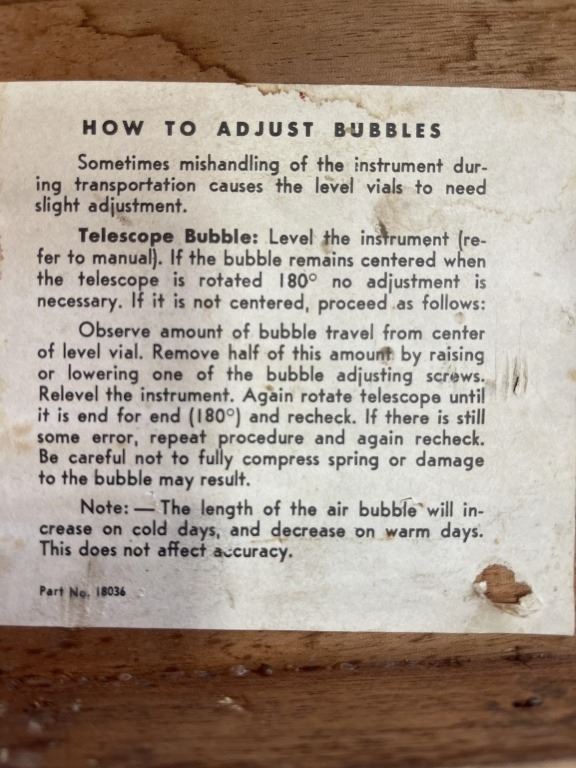 HOW TO ADJUST BUBBLES
Sometimes mishandling of the instrument dur-
ing transportation causes the level vials to need
slight adjustment.
Telescope Bubble: Level the instrument (re-
fer to manual). If the bubble remains centered when
the telescope is rotated 180° no adjustment is
necessary. If it is not centered, proceed as follows:
Observe amount of bubble travel from center
of level vial. Remove half of this amount by raising
or lowering one of the bubble adjusting screws.
Relevel the instrument. Again rotate telescope until
it is end for end (180°) and recheck. If there is still
some error, repeat procedure and again recheck.
Be careful not to fully compress spring or damage
to the bubble may result.
Note: — The length of the air bubble will in-
crease on cold days, and decrease on warm days.
This does not affect accuracy.
Part No. 18036